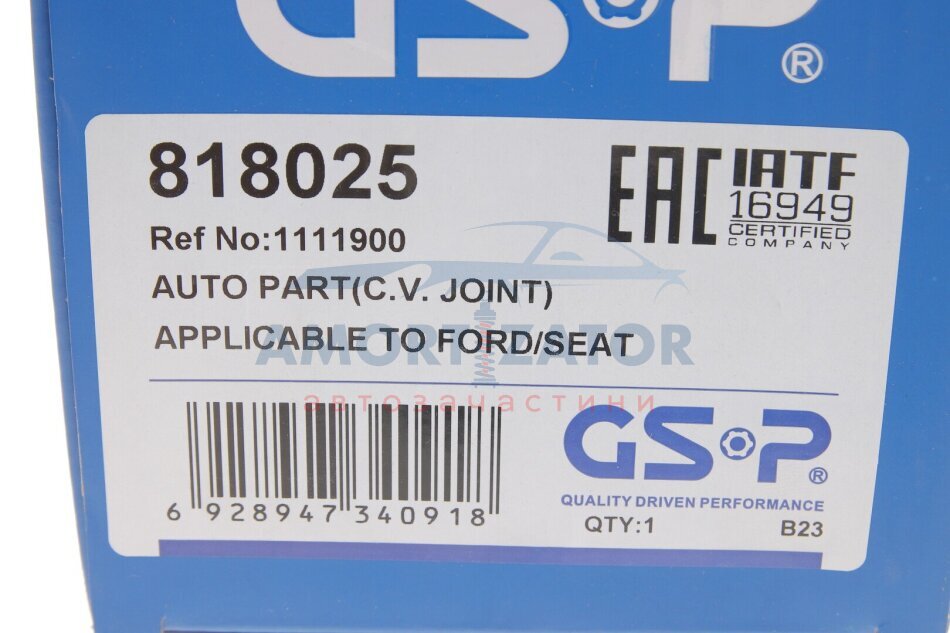 GSP®
818025
Ref No:1111900
AUTO PART(C.V. JOINT)
APPLICABLE TO FORD/SEAT
EAC
IATF
16949
CERTIFIED
COMPANY
AMORTIZATOR
автозапчастини
6 928947 340918
GSP®
QUALITY DRIVEN PERFORMANCE
QTY:1
B23